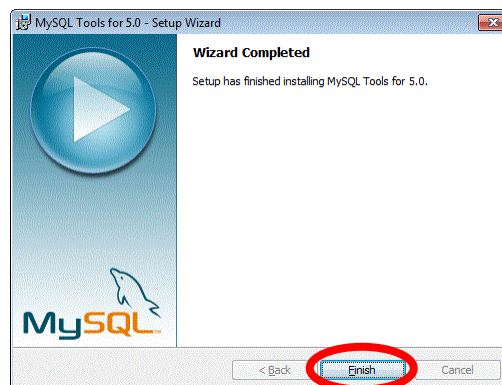 MySQL Tools for 5.0 - Setup Wizard
Wizard Completed
Setup has finished installing MySQL Tools for 5.0.
MySQL™
< Back Finish Cancel